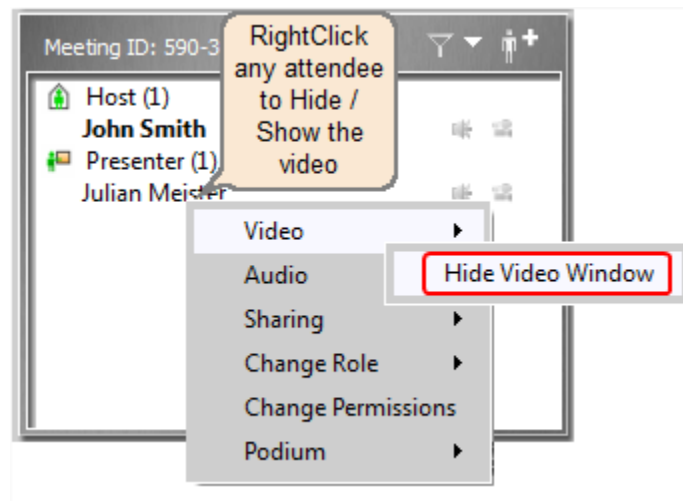 Meeting ID: 590-3
RightClick
any attendee
to Hide /
Show the
video
Host (1)
John Smith
Presenter (1)
Julian Meister
Video
Hide Video Window
Audio
Sharing
Change Role
Change Permissions
Podium